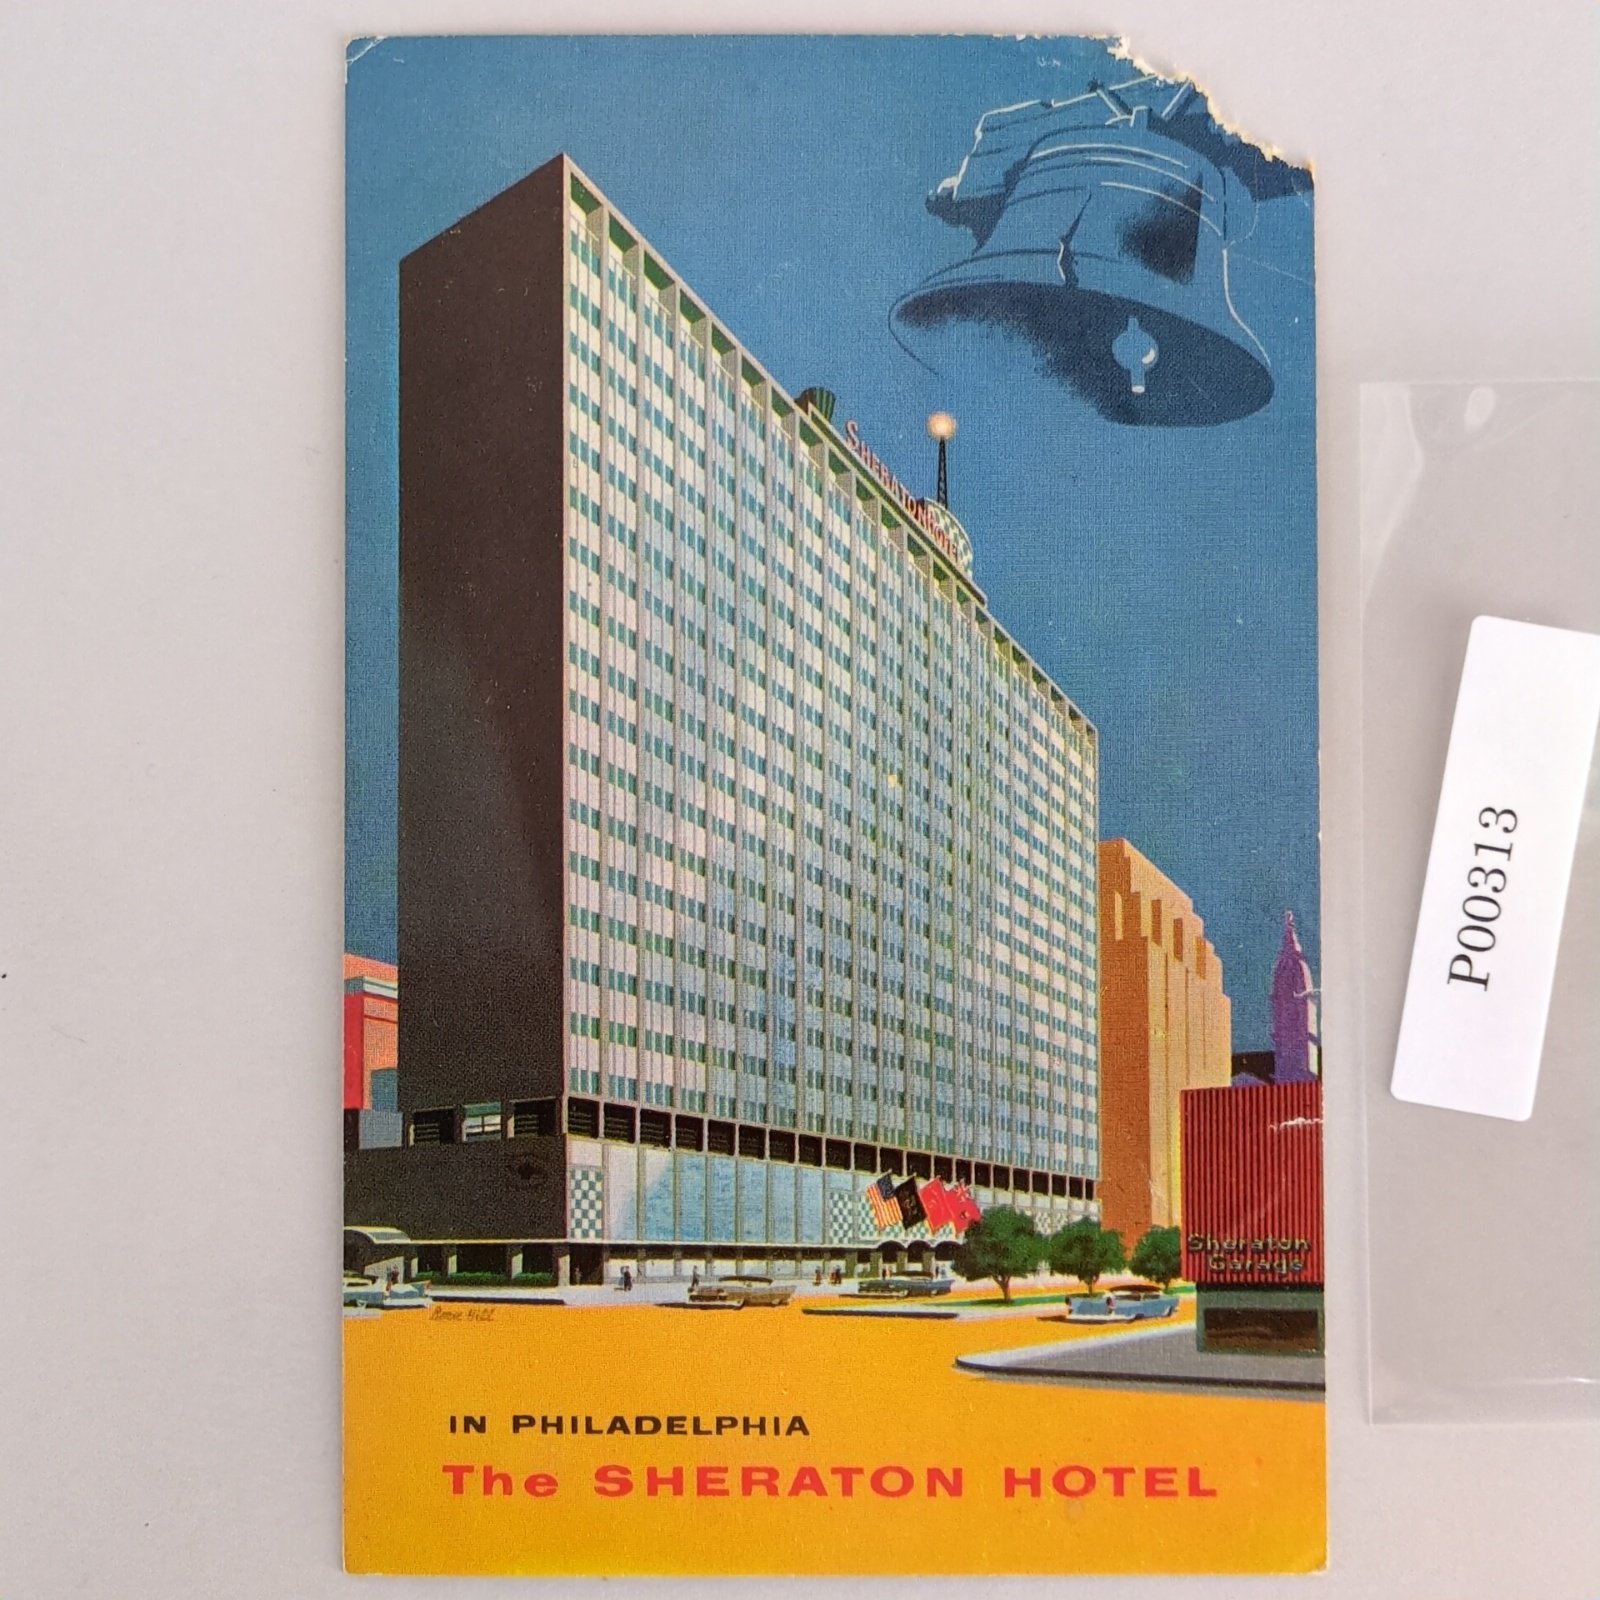 SHERATON HOTEL
Sheraton
Garage
IN PHILADELPHIA
The SHERATON HOTEL
P00313